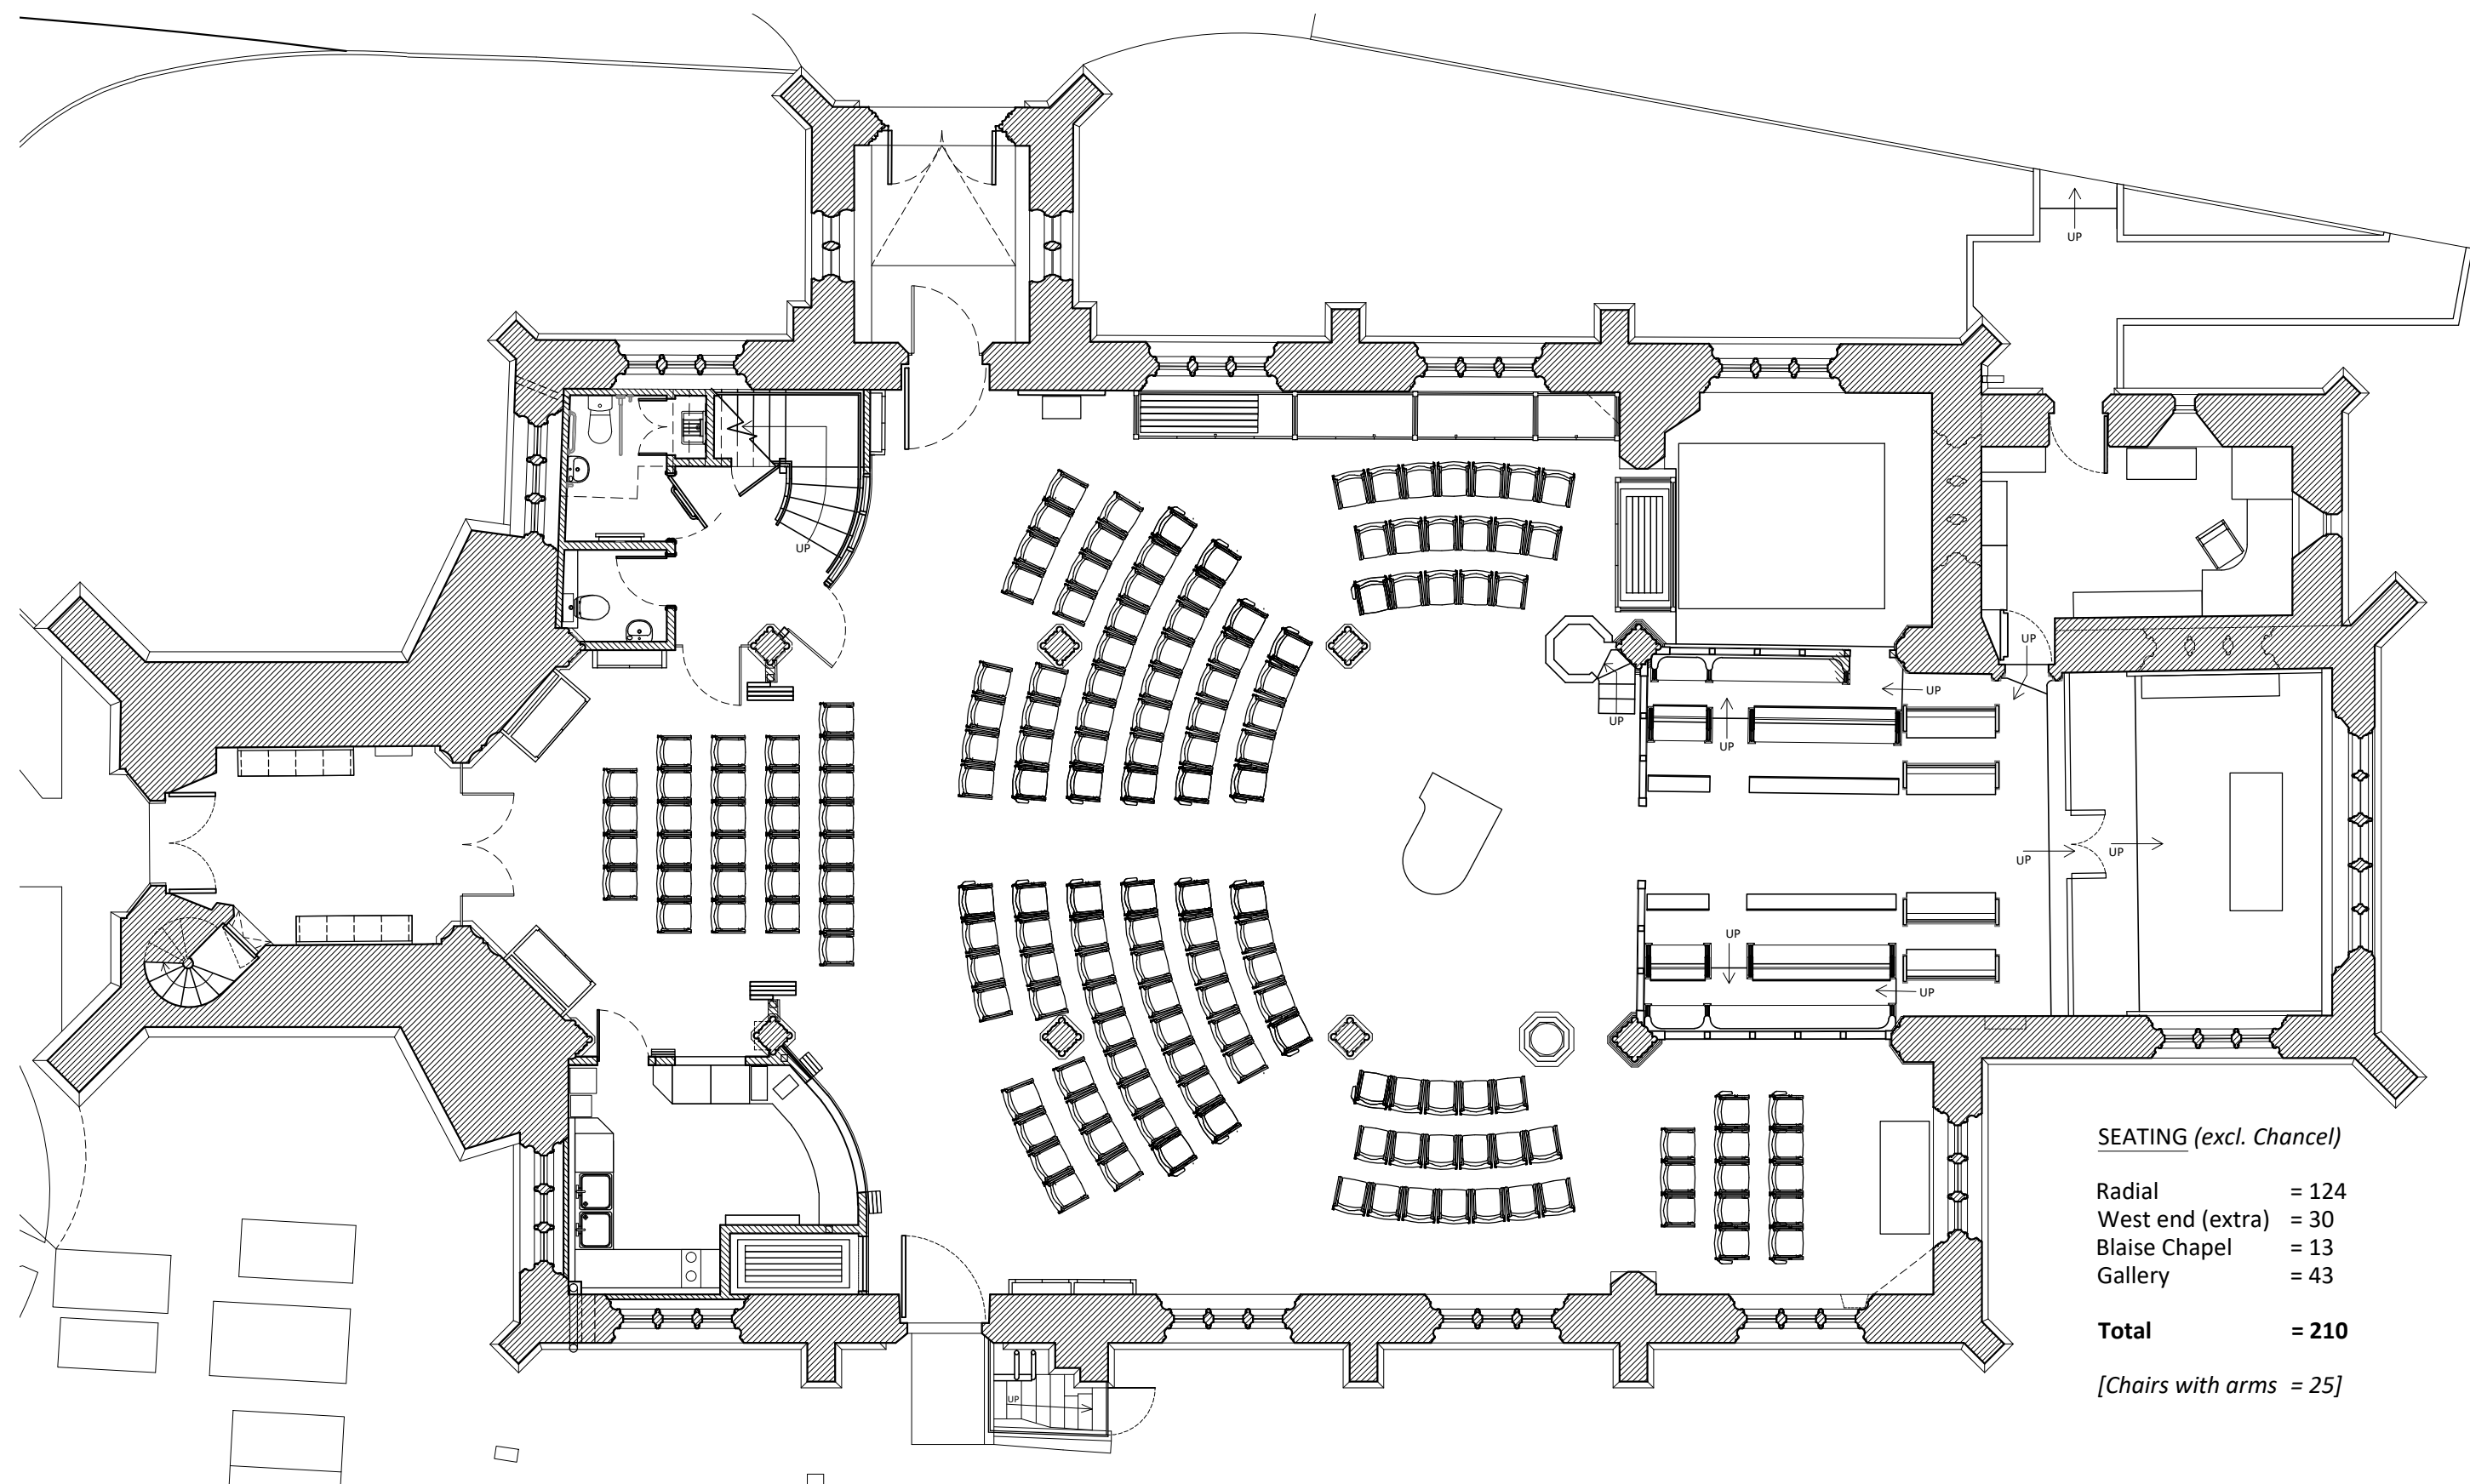 UP
UP
UP
UP
UP
UP
UP
UP
UP
UP
UP
SEATING (excl. Chancel)
Radial = 124
West end (extra) = 30
Blaise Chapel = 13
Gallery = 43
Total = 210
[Chairs with arms = 25]